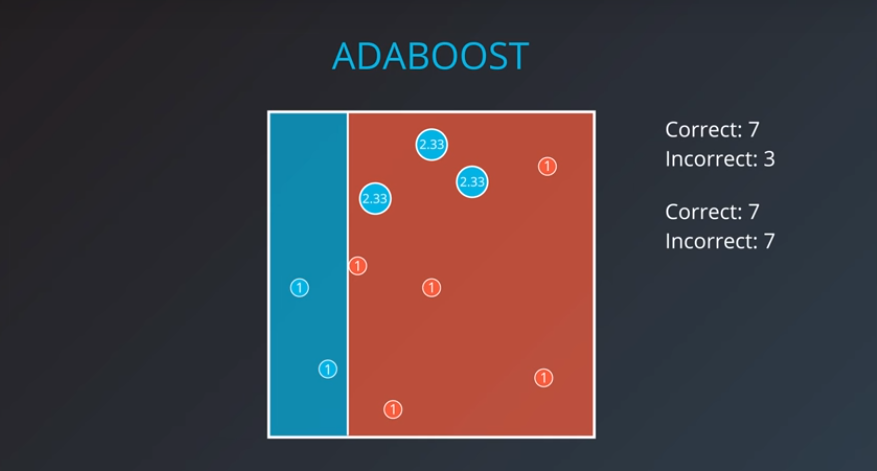 ADABOOST
Correct: 7
Incorrect: 3
Correct: 7
Incorrect: 7
2.33
1
2.33
2.33
1
1
1
1
1
1